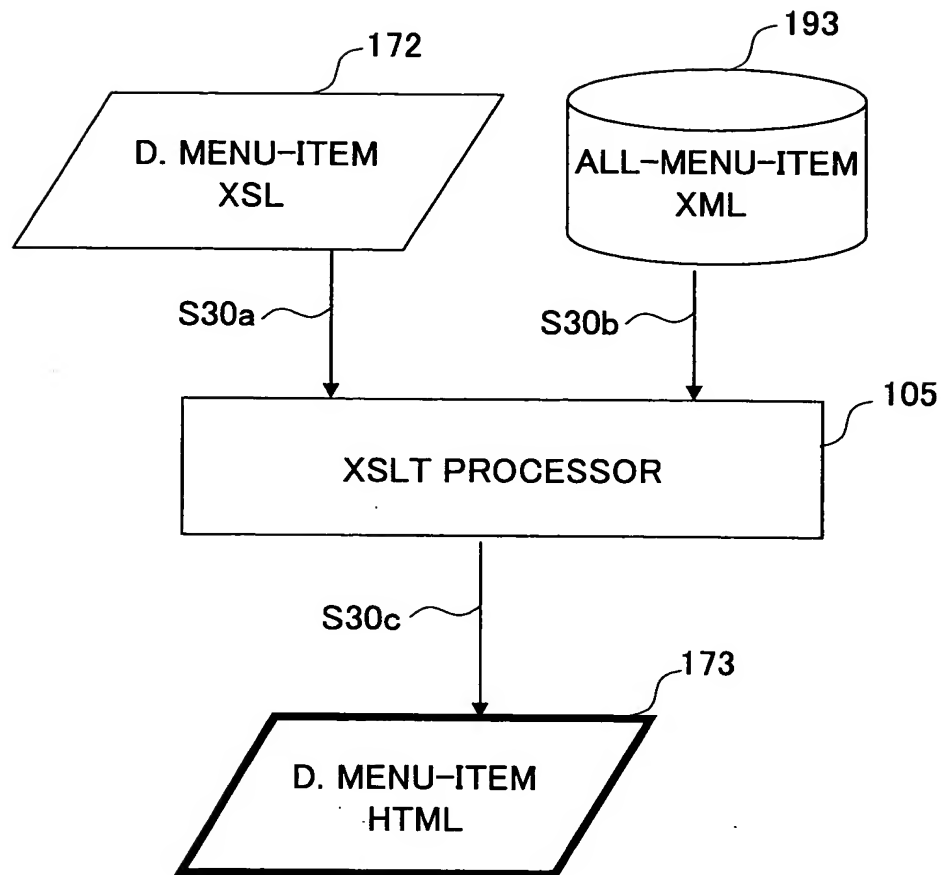 172
193
D. MENU-ITEM
XSL
ALL-MENU-ITEM
XML
S30a
S30b
105
XSLT PROCESSOR
S30c
173
D. MENU-ITEM
HTML